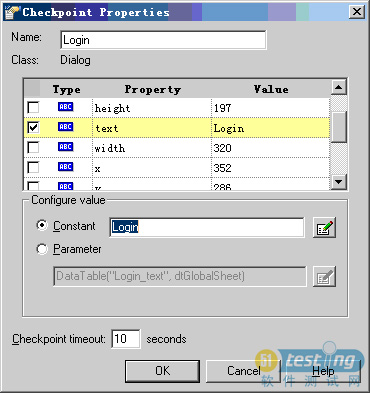 Checkpoint Properties
Name: Login
Class: Dialog
Type Property Value
ABC height 197
ABC text Login
ABC width 320
ABC x 352
ABC y 286
Configure value
Constant Login
Parameter
DataTable("Login_text", dtGlobalSheet)
Checkpoint timeout: 10 seconds
OK Cancel Help
51 testing
软件测试网